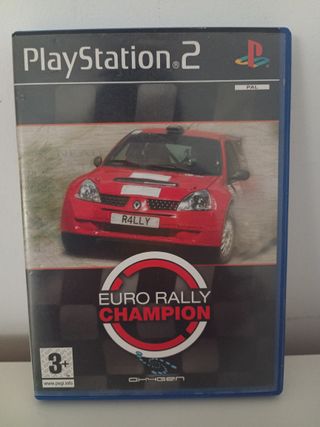 PlayStation®2
PAL
R4LLY
EURO RALLY
CHAMPION
3+
www.pegi.info
OXYGEN